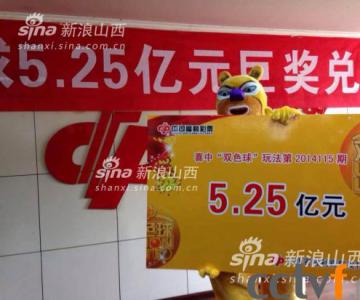 sina 新浪山西
shanxi.sina.com.cn
球5.25亿元巨奖兑
中国福利彩票
喜中“双色球”玩法第2014115期
5.25 亿元
sina 新浪山西
shanxi.sina.com.cn
sina 新浪山西
shanxi.sina.com.cn